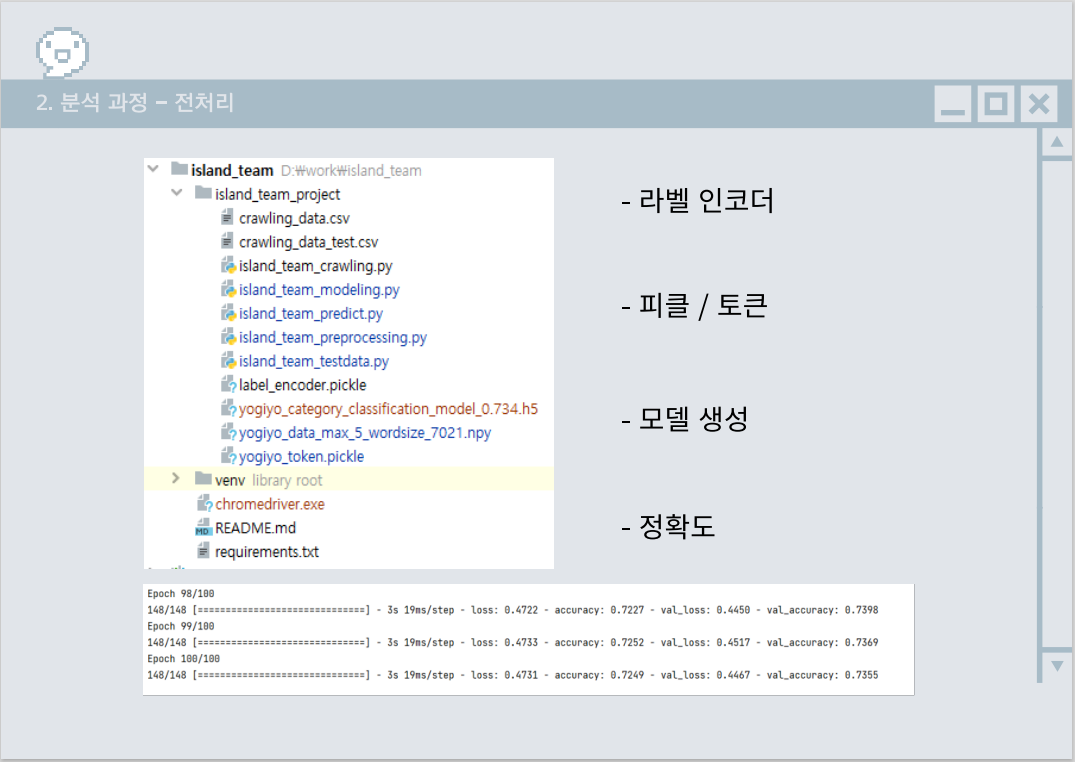 2. 분석 과정 – 전처리
island_team D:₩work₩island_team
island_team_project
crawling_data.csv
crawling_data_test.csv
island_team_crawling.py
island_team_modeling.py
island_team_predict.py
island_team_preprocessing.py
island_team_testdata.py
label_encoder.pickle
yogiyo_category_classification_model_0.734.h5
yogiyo_data_max_5_wordsize_7021.npy
yogiyo_token.pickle
venv library root
chromedriver.exe
README.md
requirements.txt
- 라벨 인코더
- 피클 / 토큰
- 모델 생성
- 정확도
Epoch 98/100
148/148 [==============================] - 3s 19ms/step - loss: 0.4722 - accuracy: 0.7227 - val_loss: 0.4450 - val_accuracy: 0.7398
Epoch 99/100
148/148 [==============================] - 3s 19ms/step - loss: 0.4733 - accuracy: 0.7252 - val_loss: 0.4517 - val_accuracy: 0.7369
Epoch 100/100
148/148 [==============================] - 3s 19ms/step - loss: 0.4731 - accuracy: 0.7249 - val_loss: 0.4467 - val_accuracy: 0.7355